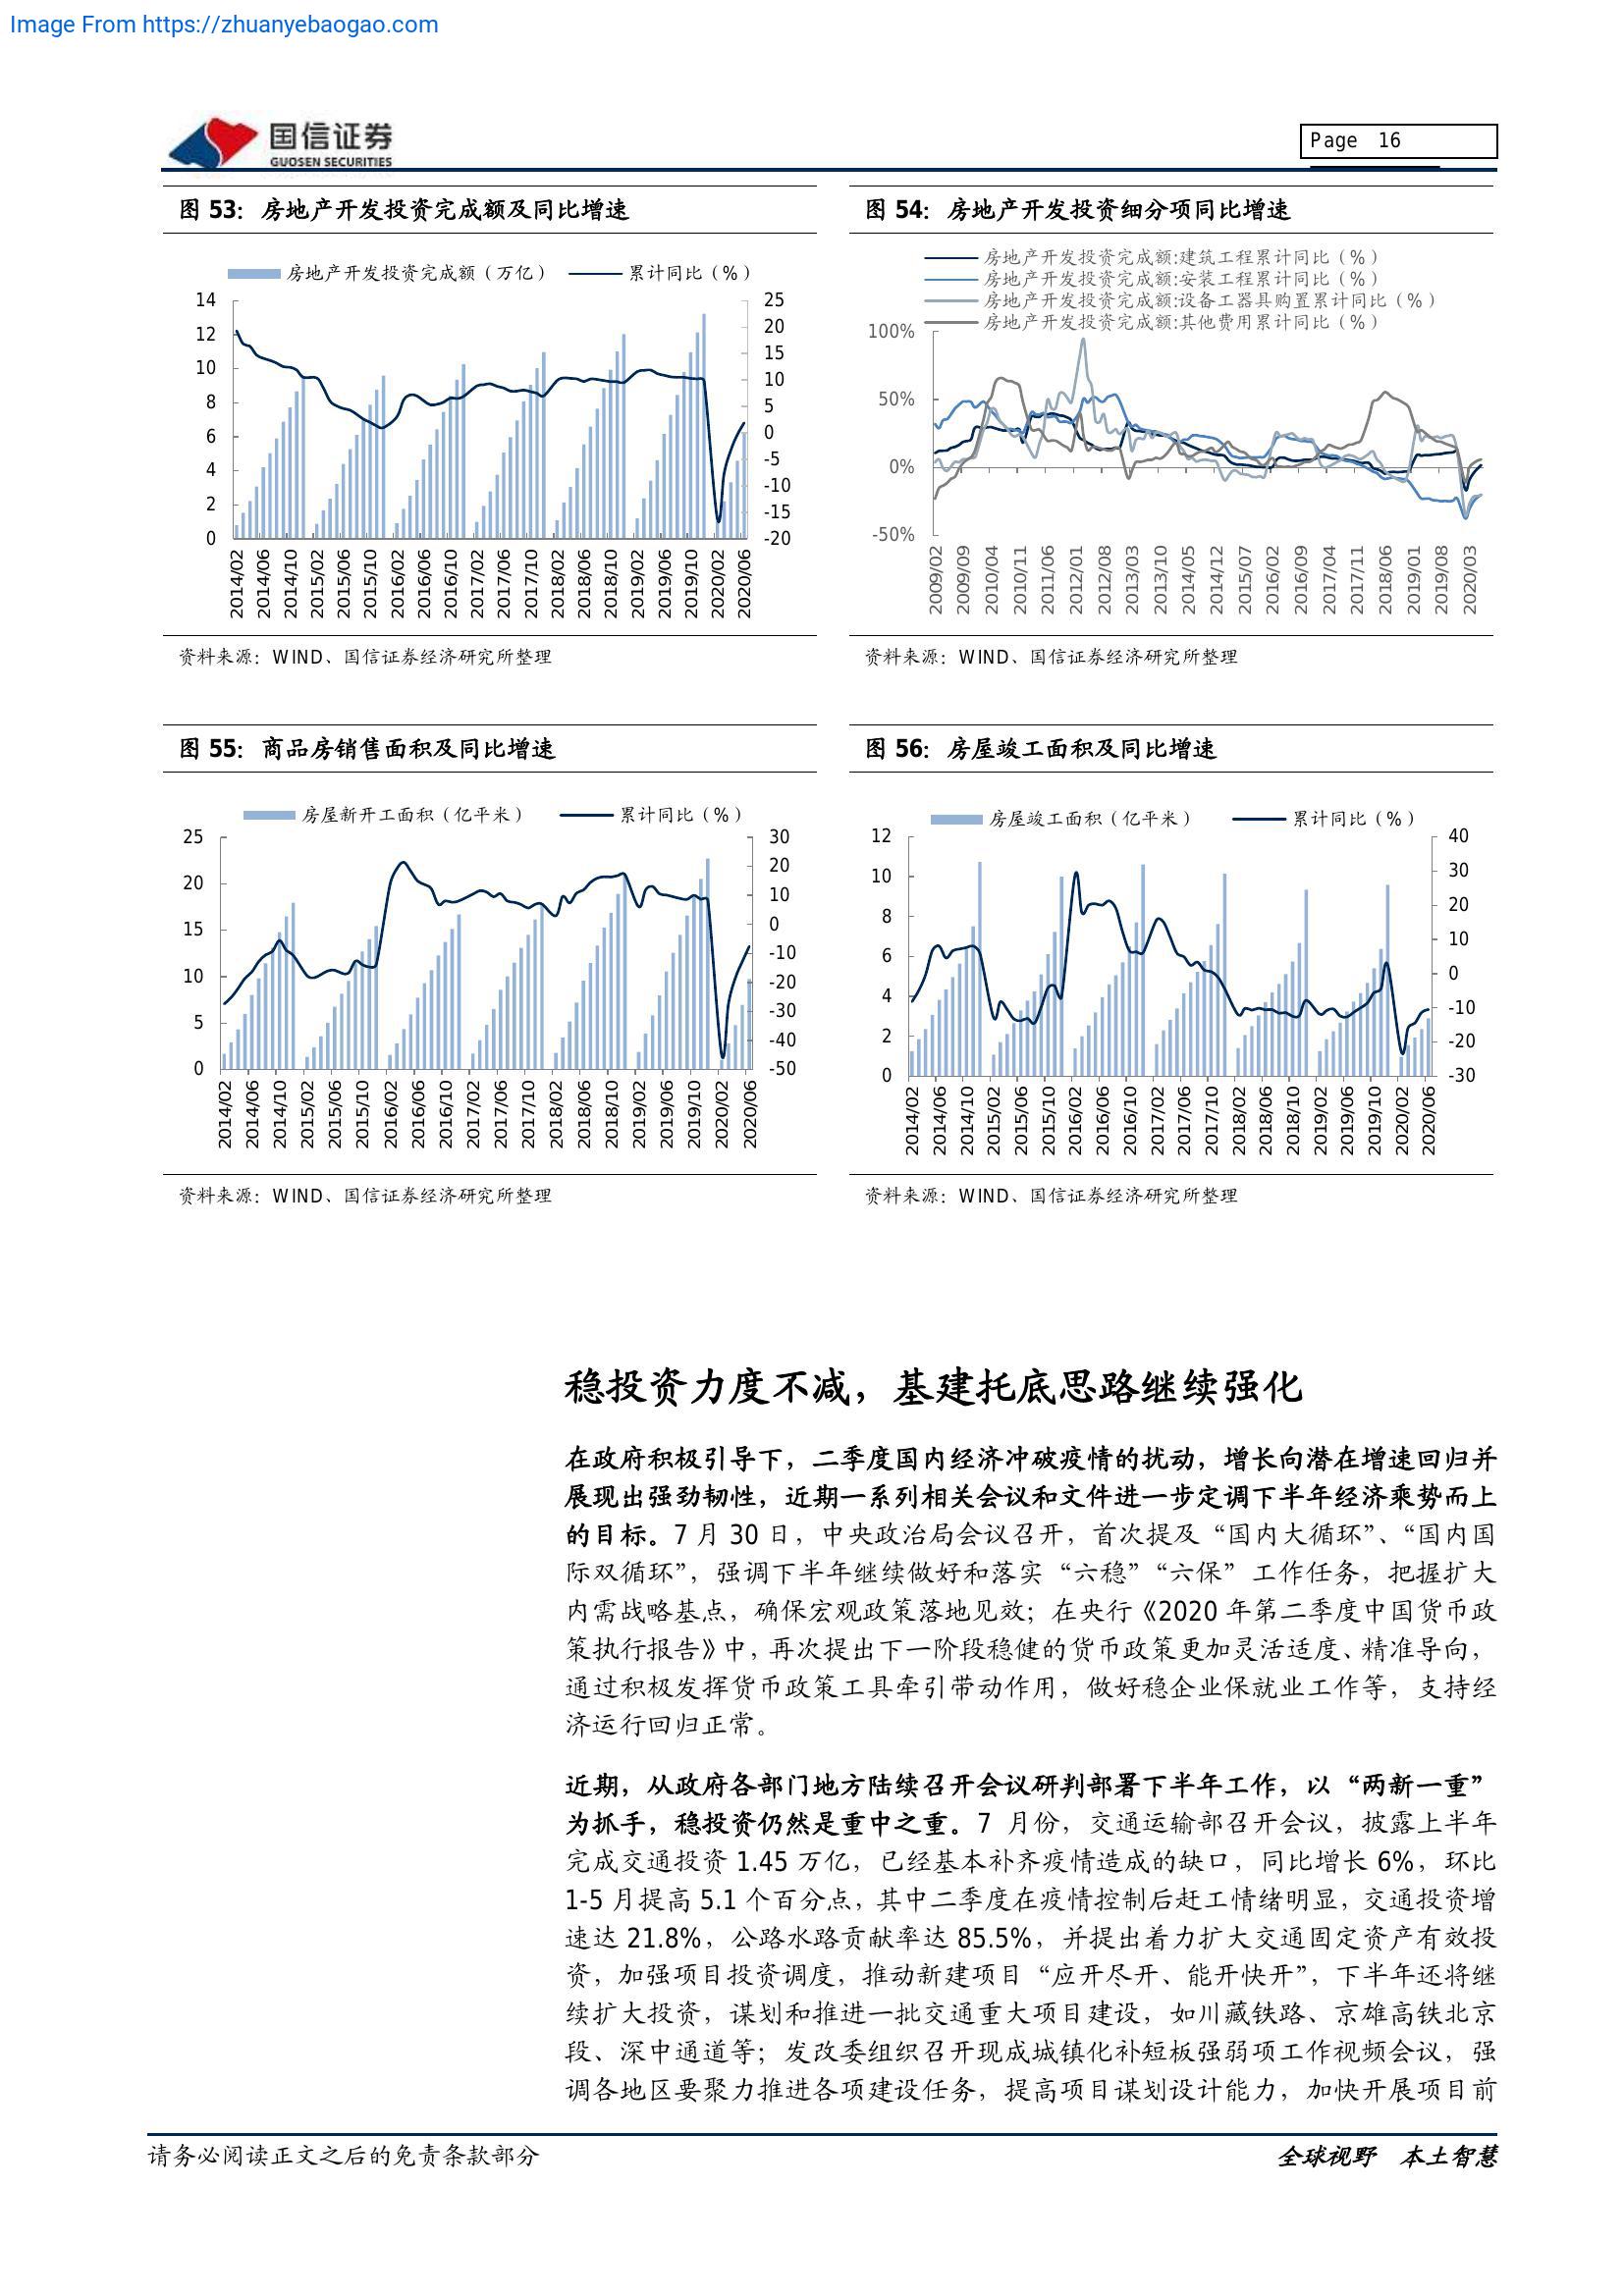 Image From https://zhuanyebaogao.com
国信证券
GUOSEN SECURITIES
Page 16
图 53：房地产开发投资完成额及同比增速
房地产开发投资完成额（万亿） 累计同比（%）
14 25
12 20
10 15
8 10
6 5
4 0
2 -5
0 -10
-15
-20
2014/02 2014/06 2014/10 2015/02 2015/06 2015/10 2016/02 2016/06 2016/10 2017/02 2017/06 2017/10 2018/02 2018/06 2018/10 2019/02 2019/06 2019/10 2020/02 2020/06
资料来源：WIND、国信证券经济研究所整理
图 54：房地产开发投资细分项同比增速
房地产开发投资完成额:建筑工程累计同比（%）
房地产开发投资完成额:安装工程累计同比（%）
房地产开发投资完成额:设备工器具购置累计同比（%）
房地产开发投资完成额:其他费用累计同比（%）
100%
50%
0%
-50%
2009/02 2009/09 2010/04 2010/11 2011/06 2012/01 2012/08 2013/03 2013/10 2014/05 2014/12 2015/07 2016/02 2016/09 2017/04 2017/11 2018/06 2019/01 2019/08 2020/03
资料来源：WIND、国信证券经济研究所整理
图 55：商品房销售面积及同比增速
房屋新开工面积（亿平米） 累计同比（%）
25 30
20 20
15 10
10 0
5 -10
0 -20
-30
-40
-50
2014/02 2014/06 2014/10 2015/02 2015/06 2015/10 2016/02 2016/06 2016/10 2017/02 2017/06 2017/10 2018/02 2018/06 2018/10 2019/02 2019/06 2019/10 2020/02 2020/06
资料来源：WIND、国信证券经济研究所整理
图 56：房屋竣工面积及同比增速
房屋竣工面积（亿平米） 累计同比（%）
12 40
10 30
8 20
6 10
4 0
2 -10
0 -20
-30
2014/02 2014/06 2014/10 2015/02 2015/06 2015/10 2016/02 2016/06 2016/10 2017/02 2017/06 2017/10 2018/02 2018/06 2018/10 2019/02 2019/06 2019/10 2020/02 2020/06
资料来源：WIND、国信证券经济研究所整理
稳投资力度不减，基建托底思路继续强化
在政府积极引导下，二季度国内经济冲破疫情的扰动，增长向潜在增速回归并
展现出强劲韧性，近期一系列相关会议和文件进一步定调下半年经济乘势而上
的目标。7 月 30 日，中央政治局会议召开，首次提及“国内大循环”、“国内国
际双循环”，强调下半年继续做好和落实“六稳”“六保”工作任务，把握扩大
内需战略基点，确保宏观政策落地见效；在央行《2020 年第二季度中国货币政
策执行报告》中，再次提出下一阶段稳健的货币政策更加灵活适度、精准导向，
通过积极发挥货币政策工具牵引带动作用，做好稳企业保就业工作等，支持经
济运行回归正常。
近期，从政府各部门地方陆续召开会议研判部署下半年工作，以“两新一重”
为抓手，稳投资仍然是重中之重。7 月份，交通运输部召开会议，披露上半年
完成交通投资 1.45 万亿，已经基本补齐疫情造成的缺口，同比增长 6%，环比
1-5 月提高 5.1 个百分点，其中二季度在疫情控制后赶工情绪明显，交通投资增
速达 21.8%，公路水路贡献率达 85.5%，并提出着力扩大交通固定资产有效投
资，加强项目投资调度，推动新建项目“应开尽开、能开快开”，下半年还将继
续扩大投资，谋划和推进一批交通重大项目建设，如川藏铁路、京雄高铁北京
段、深中通道等；发改委组织召开现成城镇化补短板强弱项工作视频会议，强
调各地区要聚力推进各项建设任务，提高项目谋划设计能力，加快开展项目前
请务必阅读正文之后的免责条款部分
全球视野 本土智慧